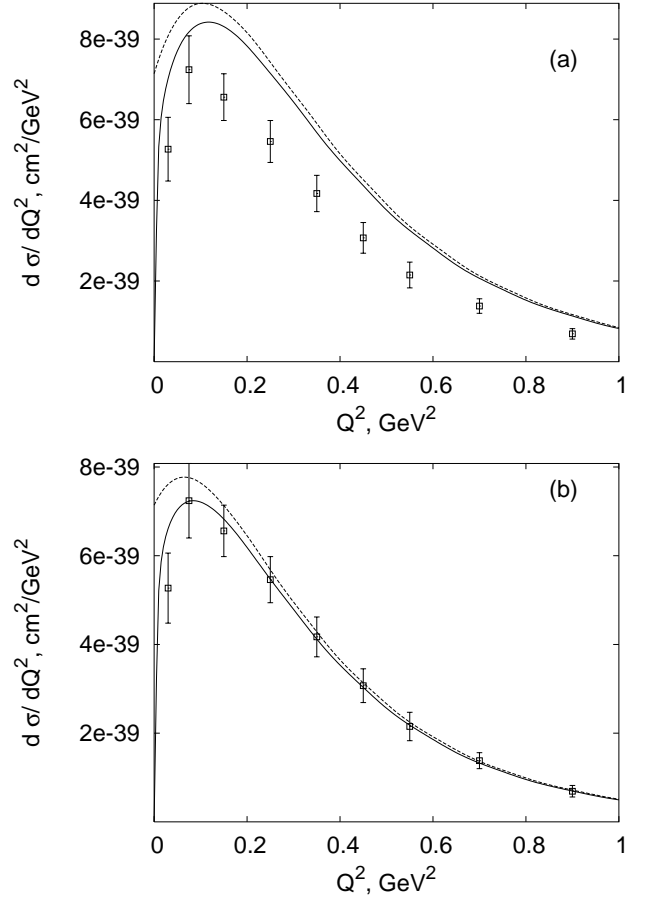 8e-39
(a)
6e-39
4e-39
2e-39
d σ/ dQ², cm²/GeV²
0 0.2 0.4 0.6 0.8 1
Q^2, GeV²
8e-39
(b)
6e-39
4e-39
2e-39
d σ/ dQ², cm²/GeV²
0 0.2 0.4 0.6 0.8 1
Q^2, GeV²